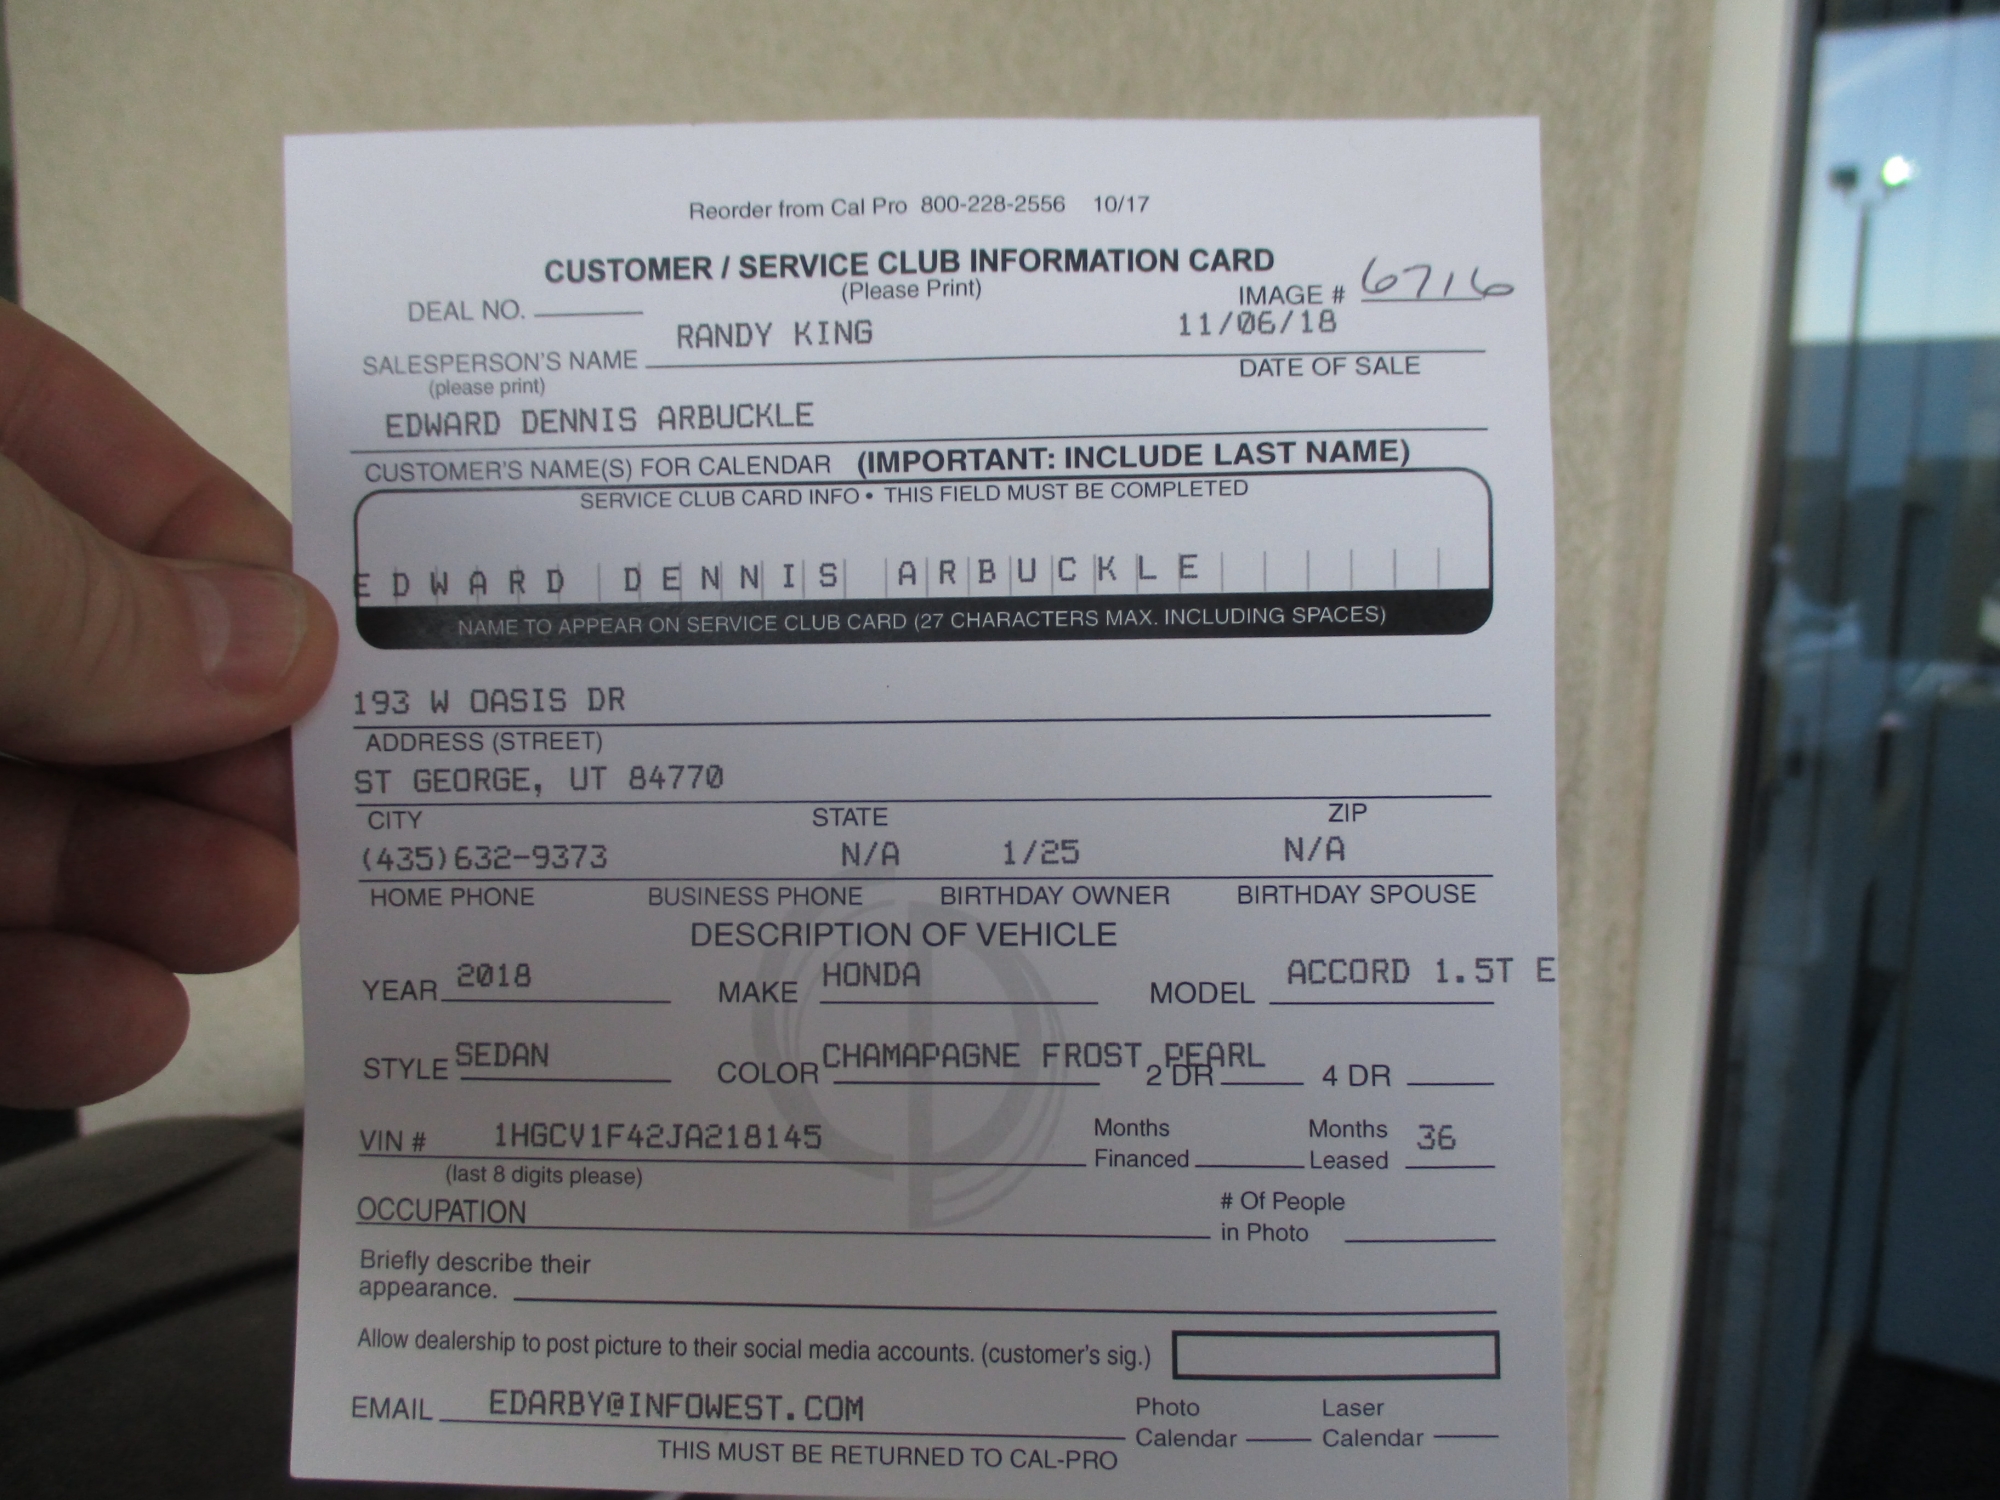 Reorder from Cal Pro 800-228-2556 10/17
CUSTOMER / SERVICE CLUB INFORMATION CARD
(Please Print)
DEAL NO. IMAGE # 6716
RANDY KING 11/06/18
SALESPERSON'S NAME DATE OF SALE
(please print)
EDWARD DENNIS ARBUCKLE
CUSTOMER'S NAME(S) FOR CALENDAR (IMPORTANT: INCLUDE LAST NAME)
SERVICE CLUB CARD INFO • THIS FIELD MUST BE COMPLETED
EDWARD DENNIS ARBUCKLE
NAME TO APPEAR ON SERVICE CLUB CARD (27 CHARACTERS MAX. INCLUDING SPACES)
193 W OASIS DR
ADDRESS (STREET)
ST GEORGE, UT 84770
CITY STATE ZIP
(435)632-9373 N/A 1/25 N/A
HOME PHONE BUSINESS PHONE BIRTHDAY OWNER BIRTHDAY SPOUSE
DESCRIPTION OF VEHICLE
YEAR 2018 MAKE HONDA MODEL ACCORD 1.5T E
STYLE SEDAN COLOR CHAMAPAGNE FROST PEARL 2 DR 4 DR
VIN # 1HGCV1F42JA218145 Months Financed Months Leased 36
(last 8 digits please)
OCCUPATION # Of People in Photo
Briefly describe their
appearance.
Allow dealership to post picture to their social media accounts. (customer's sig.)
EMAIL EDARBY@INFOWEST.COM Photo Calendar Laser Calendar
THIS MUST BE RETURNED TO CAL-PRO